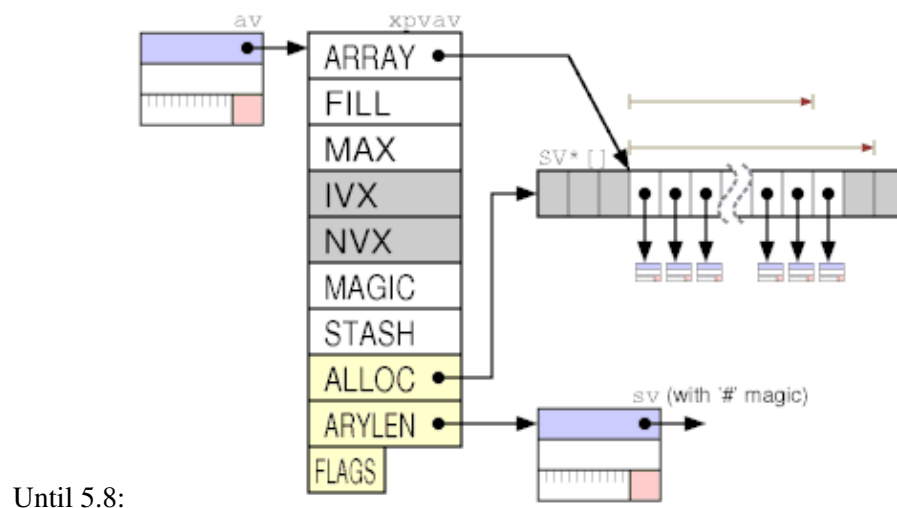 av
xpvav
ARRAY
FILL
MAX
SV* []
IVX
NVX
MAGIC
STASH
ALLOC
sv (with '#' magic)
ARYLEN
FLAGS
Until 5.8: